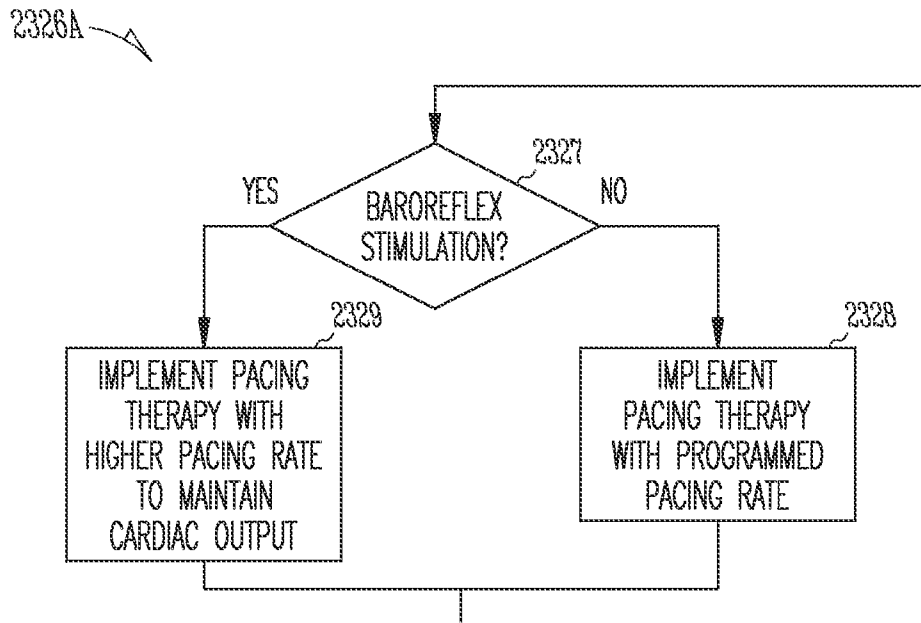 2326A
2327
YES
NO
BAROREFLEX
STIMULATION?
2329
2328
IMPLEMENT PACING
THERAPY WITH
HIGHER PACING RATE
TO MAINTAIN
CARDIAC OUTPUT
IMPLEMENT
PACING THERAPY
WITH PROGRAMMED
PACING RATE